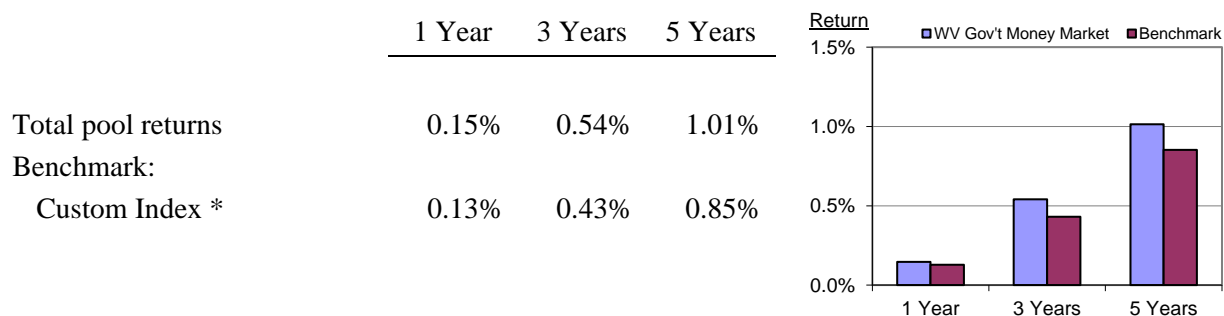 1 Year 3 Years 5 Years
Total pool returns 0.15% 0.54% 1.01%
Benchmark:
Custom Index * 0.13% 0.43% 0.85%
Return
WV Gov't Money Market Benchmark
1.5%
1.0%
0.5%
0.0%
1 Year 3 Years 5 Years